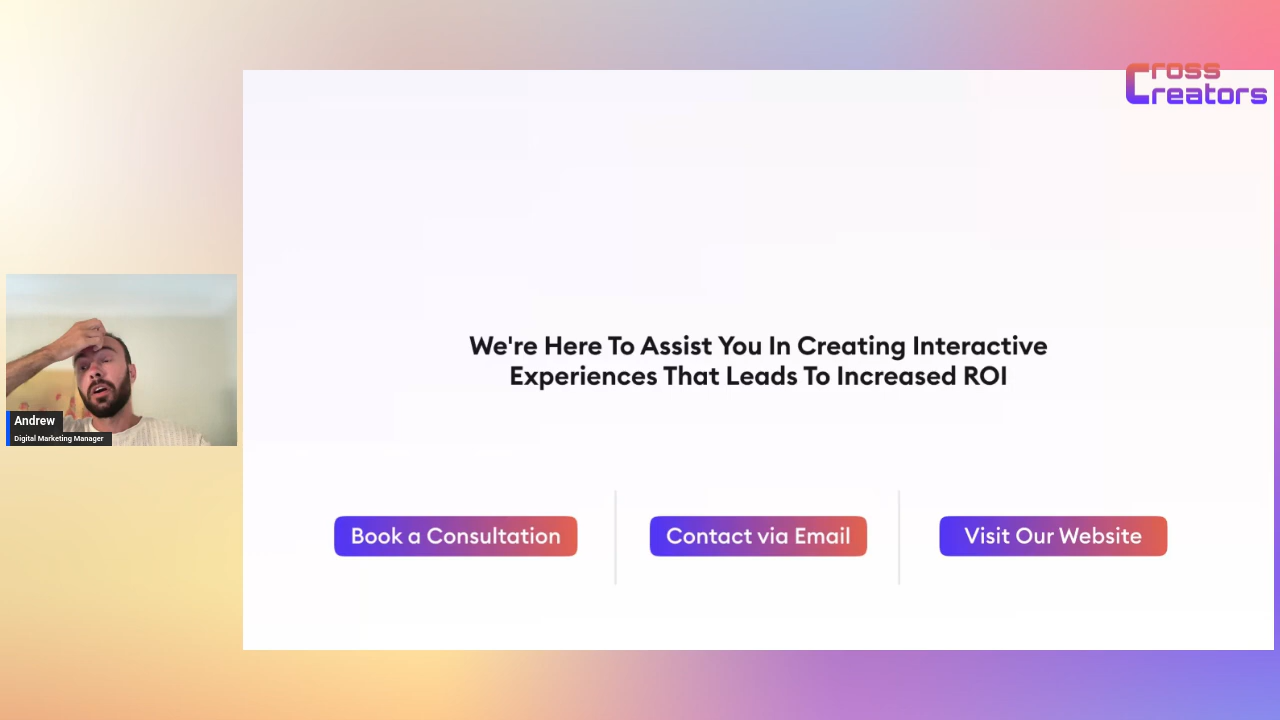 Cross
Creators
We're Here To Assist You In Creating Interactive
Experiences That Leads To Increased ROI
Andrew
Digital Marketing Manager
Book a Consultation
Contact via Email
Visit Our Website